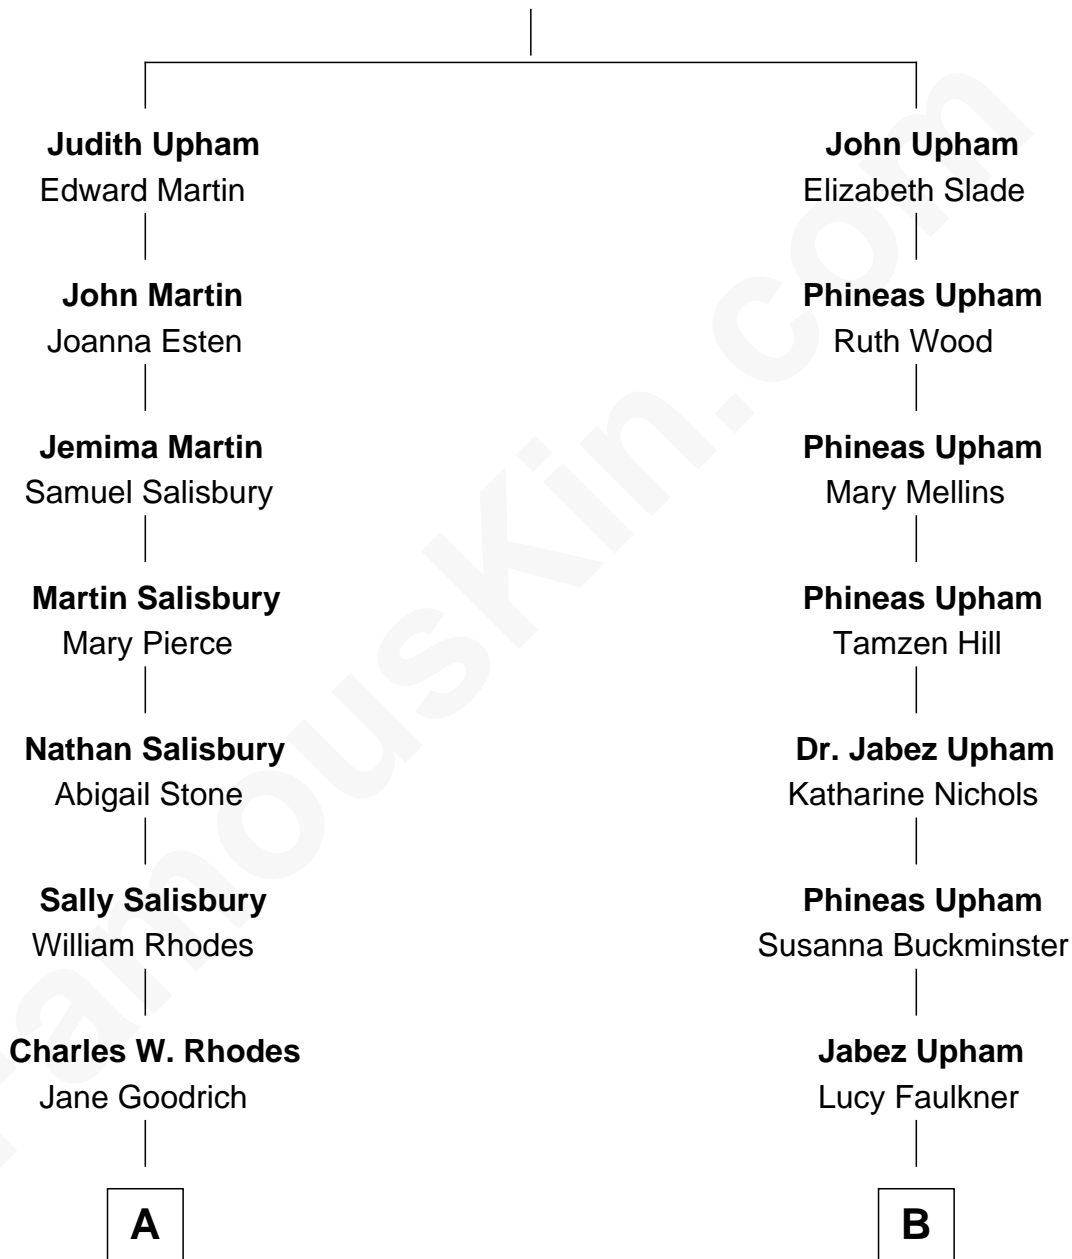 Judith Upham
Edward Martin
John Martin
Joanna Esten
Jemima Martin
Samuel Salisbury
Martin Salisbury
Mary Pierce
Nathan Salisbury
Abigail Stone
Sally Salisbury
William Rhodes
Charles W. Rhodes
Jane Goodrich
A
John Upham
Elizabeth Slade
Phineas Upham
Ruth Wood
Phineas Upham
Mary Mellins
Phineas Upham
Tamzen Hill
Dr. Jabez Upham
Katharine Nichols
Phineas Upham
Susanna Buckminster
Jabez Upham
Lucy Faulkner
B
FamousKin.com